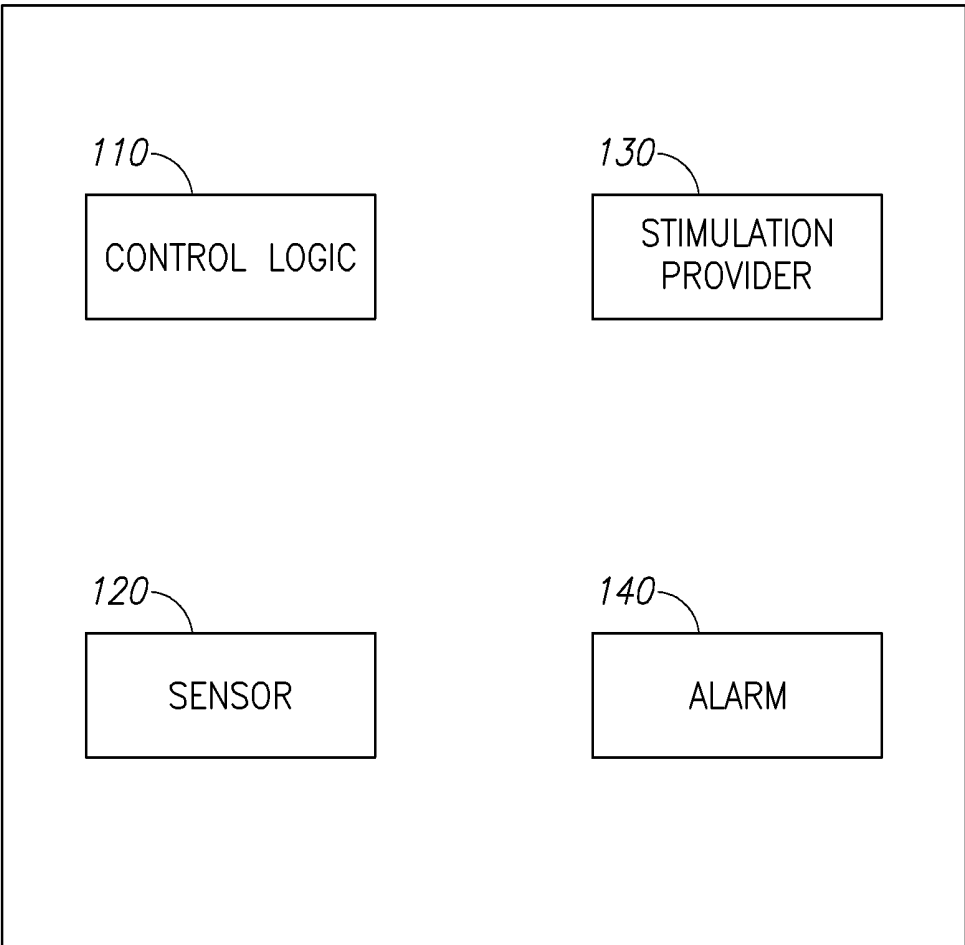 110
CONTROL LOGIC
130
STIMULATION
PROVIDER
120
SENSOR
140
ALARM